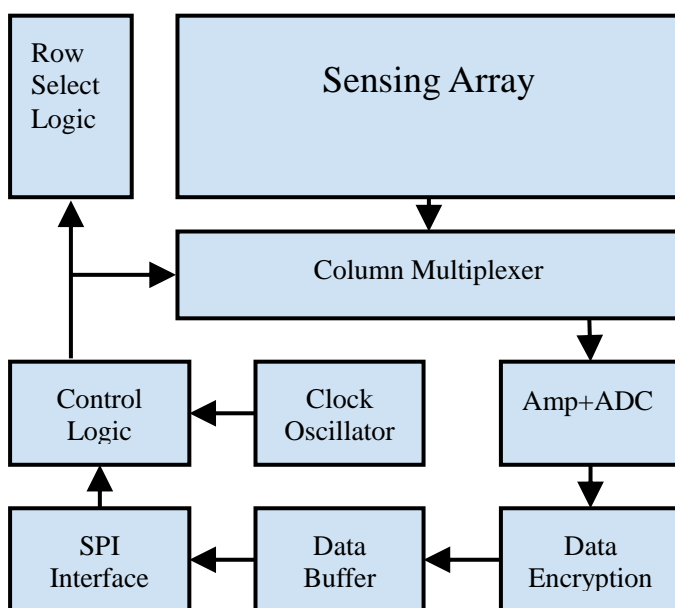 Row
Select
Logic
Sensing Array
Column Multiplexer
Control
Logic
Clock
Oscillator
Amp+ADC
SPI
Interface
Data
Buffer
Data
Encryption